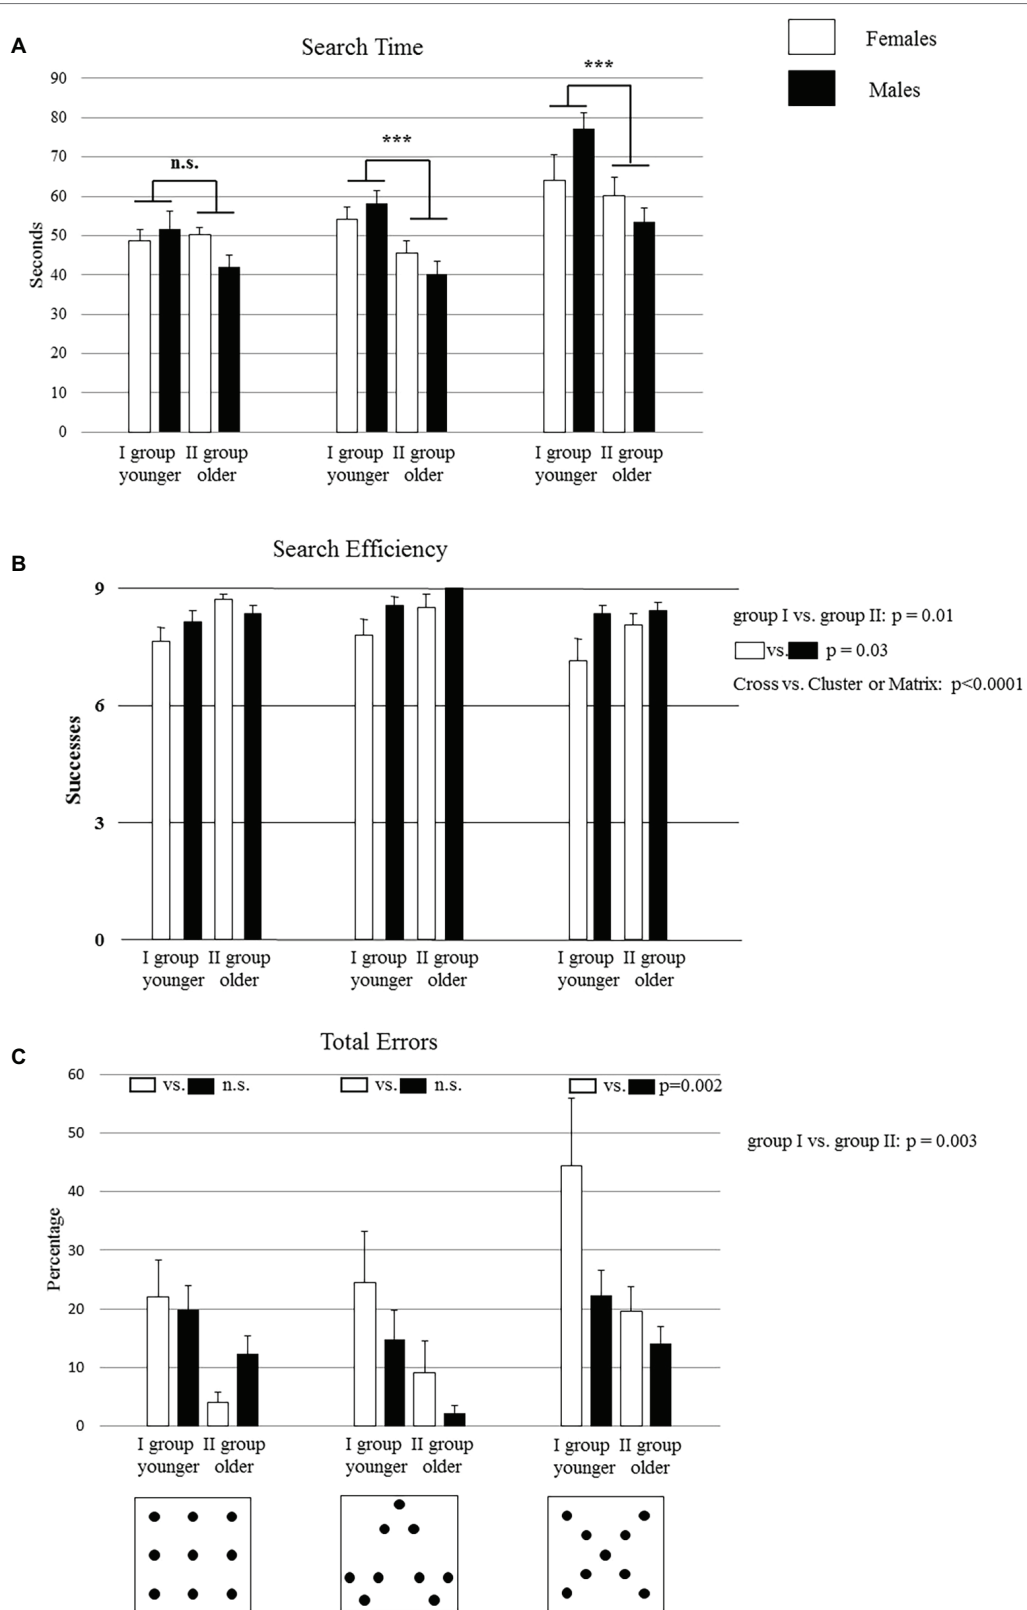 A
Search Time
Females
Males
90
80
70
60
50
40
30
20
10
0
Seconds
n.s.
***
***
I group younger
II group older
I group younger
II group older
I group younger
II group older
B
Search Efficiency
9
6
3
0
Successes
group I vs. group II: p = 0.01
vs. p = 0.03
Cross vs. Cluster or Matrix: p<0.0001
I group younger
II group older
I group younger
II group older
I group younger
II group older
C
Total Errors
60
50
40
30
20
10
0
Percentage
vs. n.s.
vs. n.s.
vs. p=0.002
group I vs. group II: p = 0.003
I group younger
II group older
I group younger
II group older
I group younger
II group older